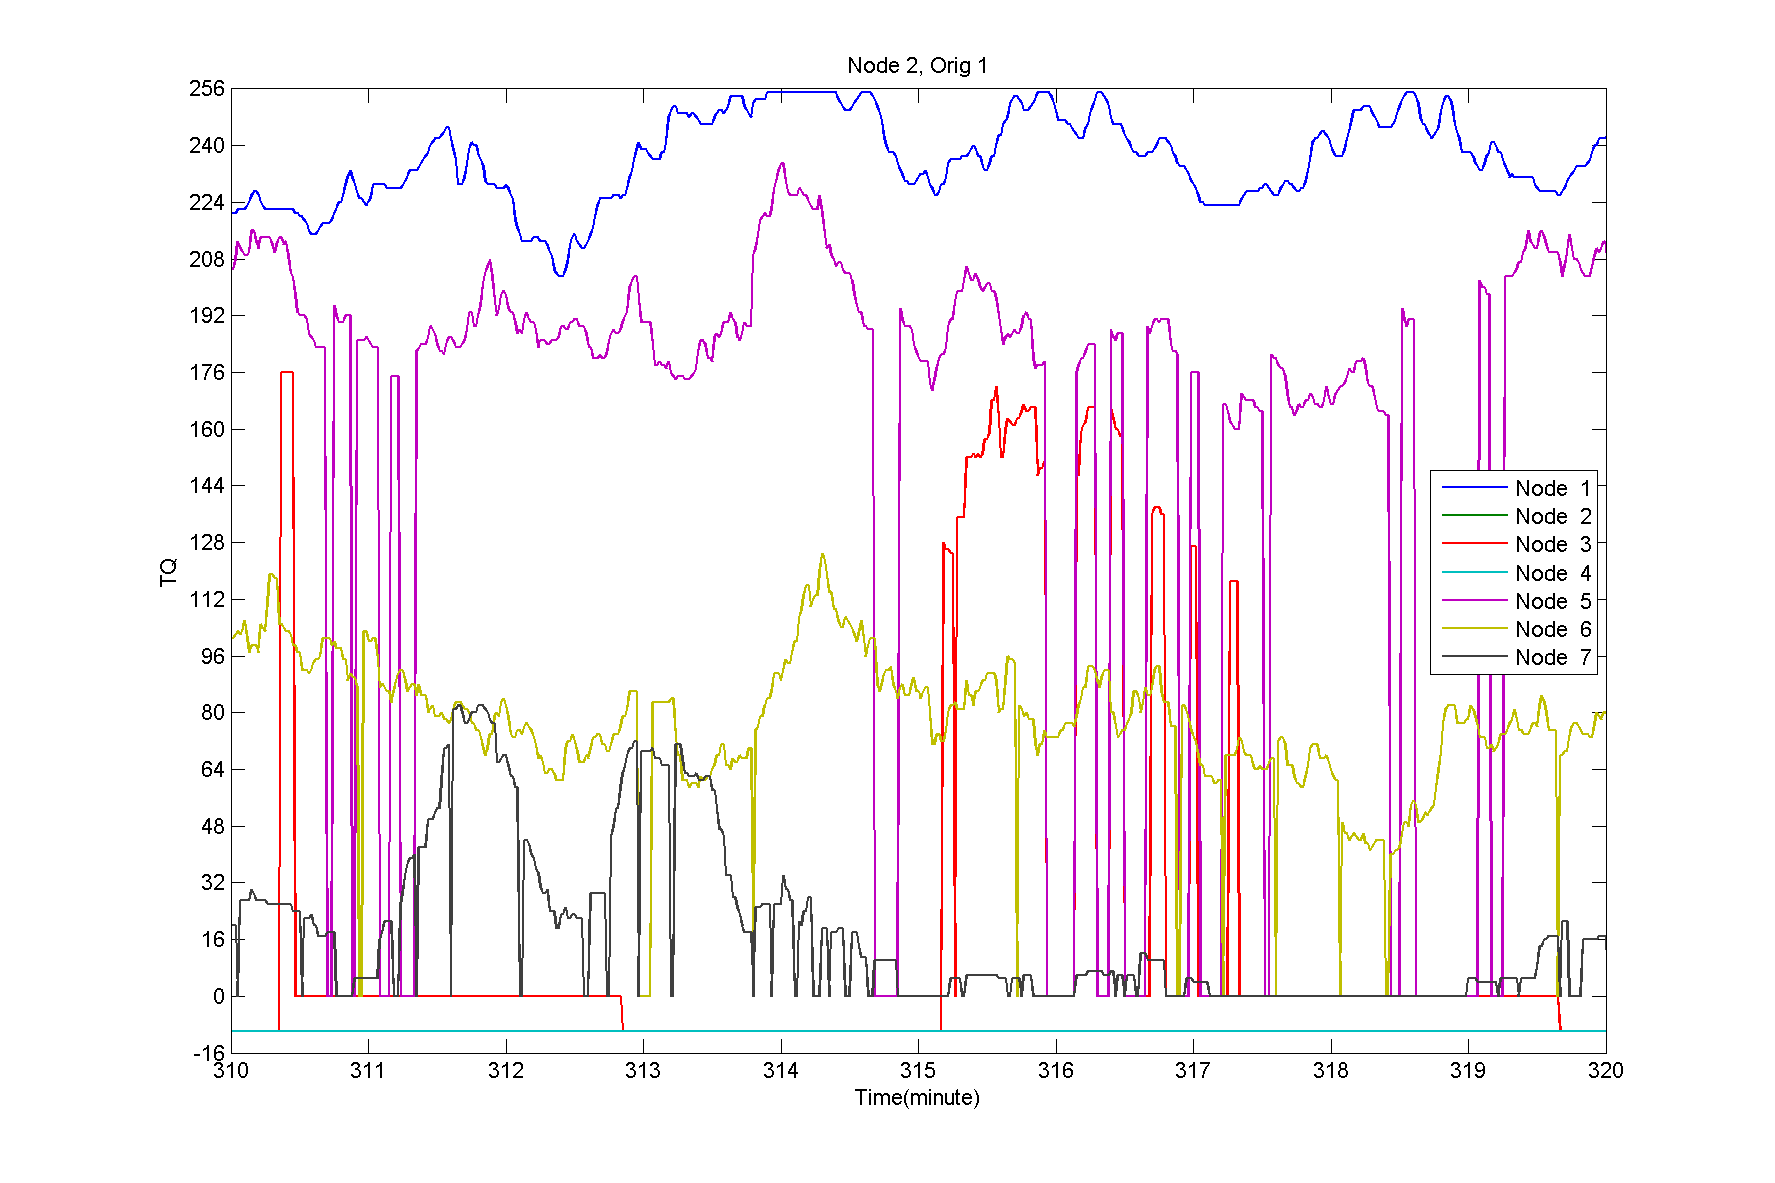 Node 2, Orig 1
256
240
224
208
192
176
160
144
128
112
96
80
64
48
32
16
0
-16
TQ
Node 1
Node 2
Node 3
Node 4
Node 5
Node 6
Node 7
310 311 312 313 314 315 316 317 318 319 320
Time(minute)